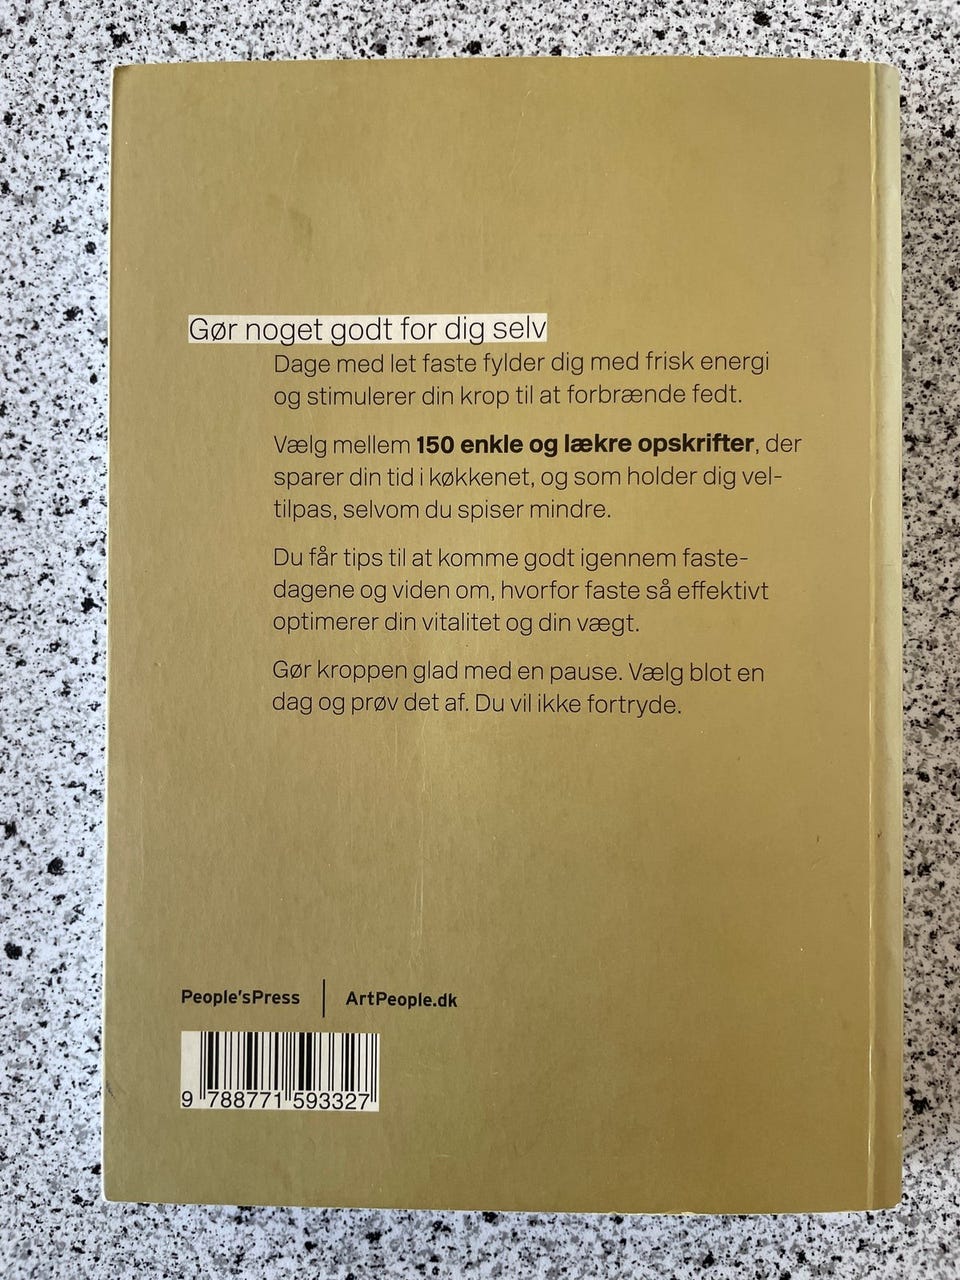 Gør noget godt for dig selv
Dage med let faste fylder dig med frisk energi
og stimulerer din krop til at forbrænde fedt.
Vælg mellem 150 enkle og lækre opskrifter, der
sparer din tid i køkkenet, og som holder dig vel-
tilpas, selvom du spiser mindre.
Du får tips til at komme godt igennem faste-
dagene og viden om, hvorfor faste så effektivt
optimerer din vitalitet og din vægt.
Gør kroppen glad med en pause. Vælg blot en
dag og prøv det af. Du vil ikke fortryde.
People'sPress | ArtPeople.dk
9 788771 593327